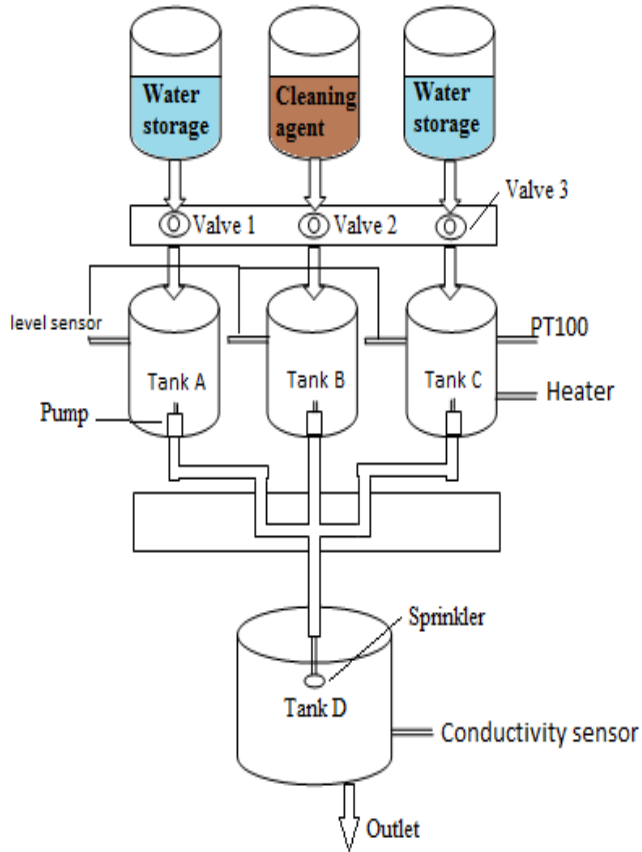 Water
storage
Cleaning
agent
Water
storage
Valve 3
Valve 1
Valve 2
level sensor
PT100
Tank A
Tank B
Tank C
Heater
Pump
Sprinkler
Tank D
Conductivity sensor
Outlet